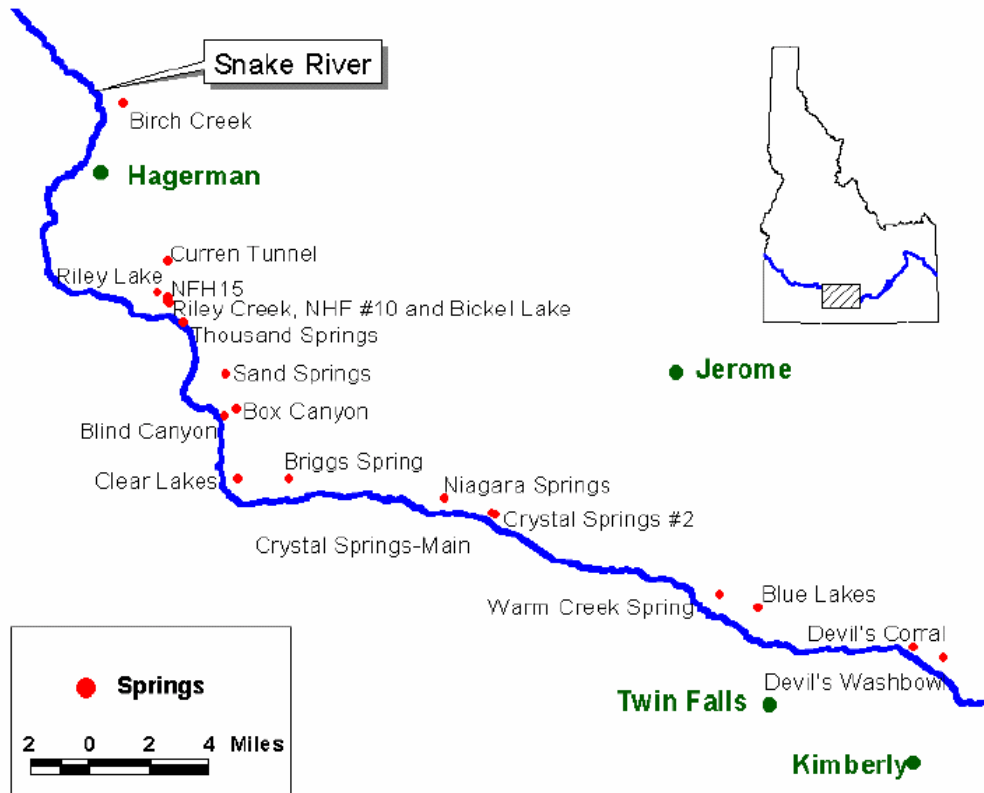 Snake River
Birch Creek
Hagerman
Curren Tunnel
Riley Lake
NFH15
Riley Creek, NHF #10 and Bickel Lake
Thousand Springs
Sand Springs
Jerome
Box Canyon
Blind Canyon
Briggs Spring
Clear Lakes
Niagara Springs
Crystal Springs #2
Crystal Springs-Main
Warm Creek Spring
Blue Lakes
Devil's Corral
Devil's Washbowl
Twin Falls
Kimberly
Springs
2 0 2 4 Miles